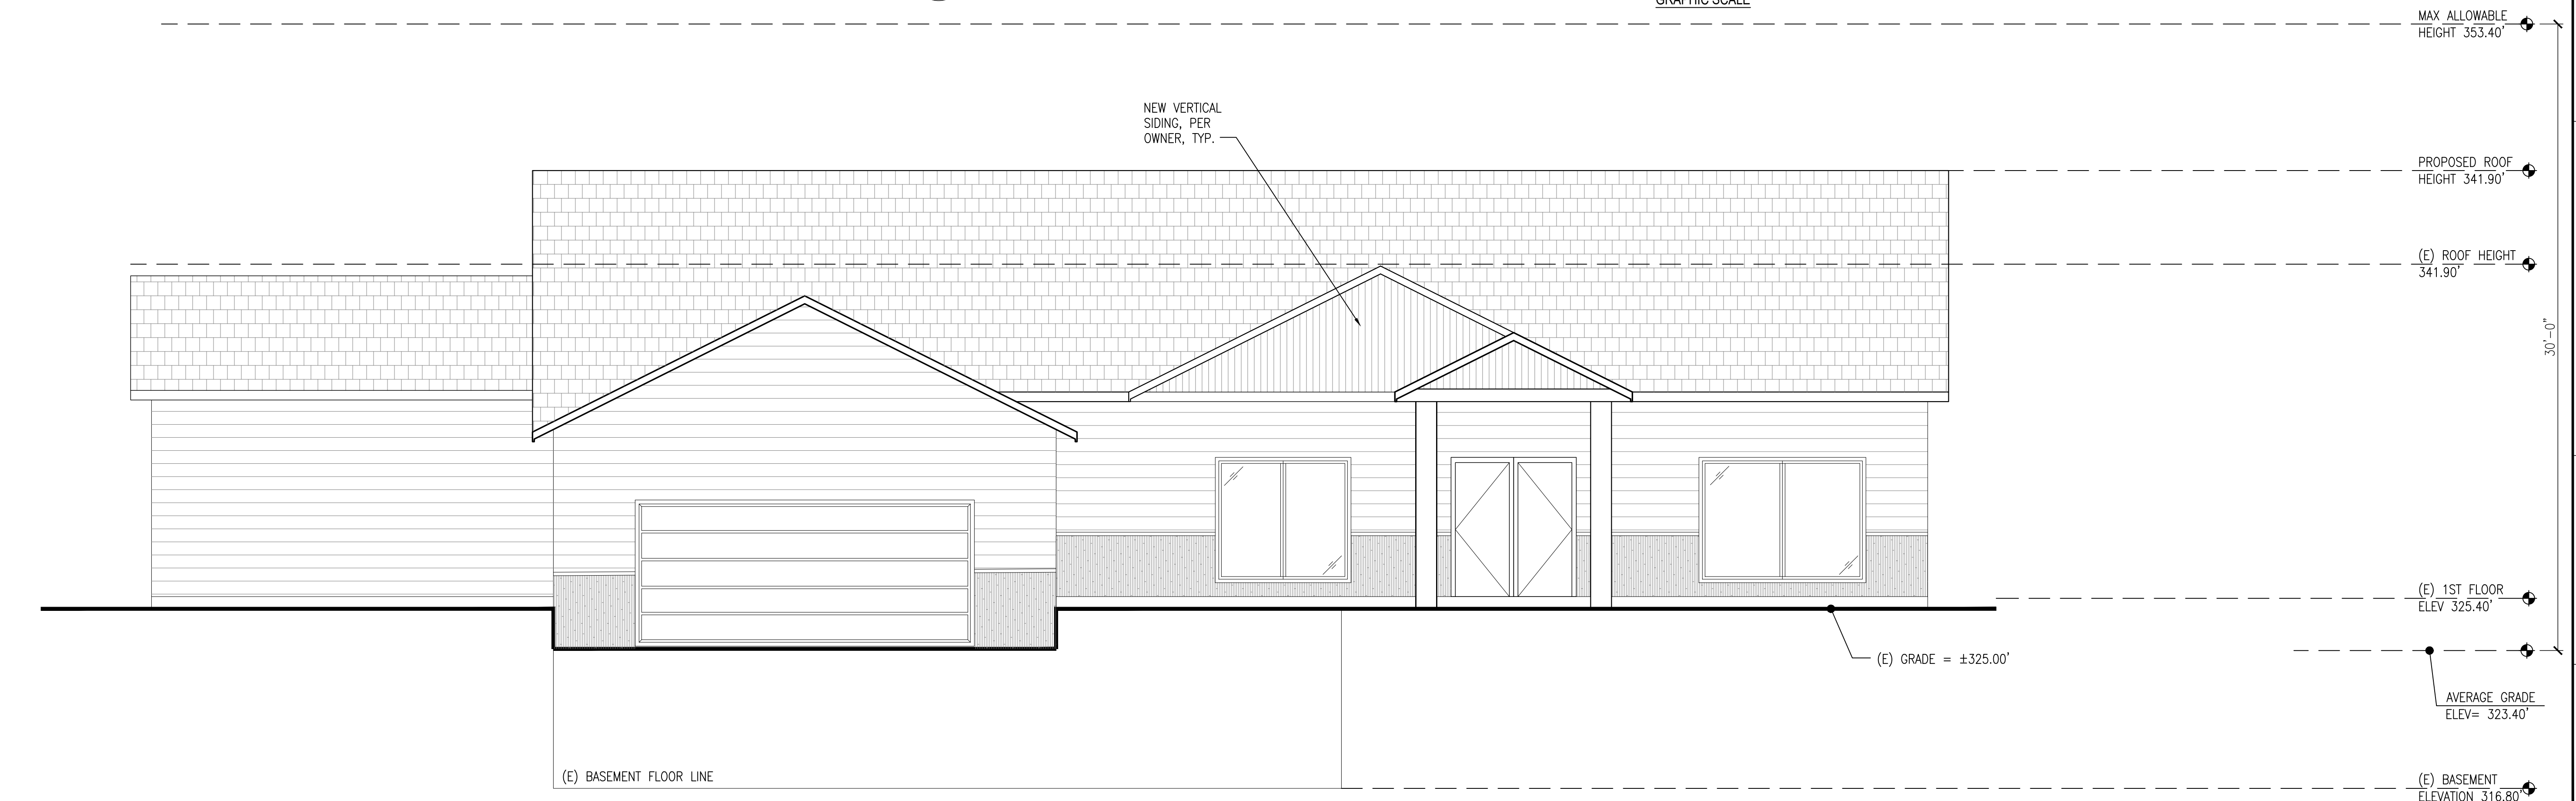 GRAPHIC SCALE
MAX ALLOWABLE
HEIGHT 353.40'
NEW VERTICAL
SIDING, PER
OWNER, TYP.
PROPOSED ROOF
HEIGHT 341.90'
(E) ROOF HEIGHT
341.90'
30'-0"
(E) 1ST FLOOR
ELEV 325.40'
(E) GRADE = ±325.00'
AVERAGE GRADE
ELEV= 323.40'
(E) BASEMENT FLOOR LINE
(E) BASEMENT
ELEVATION 316.80'